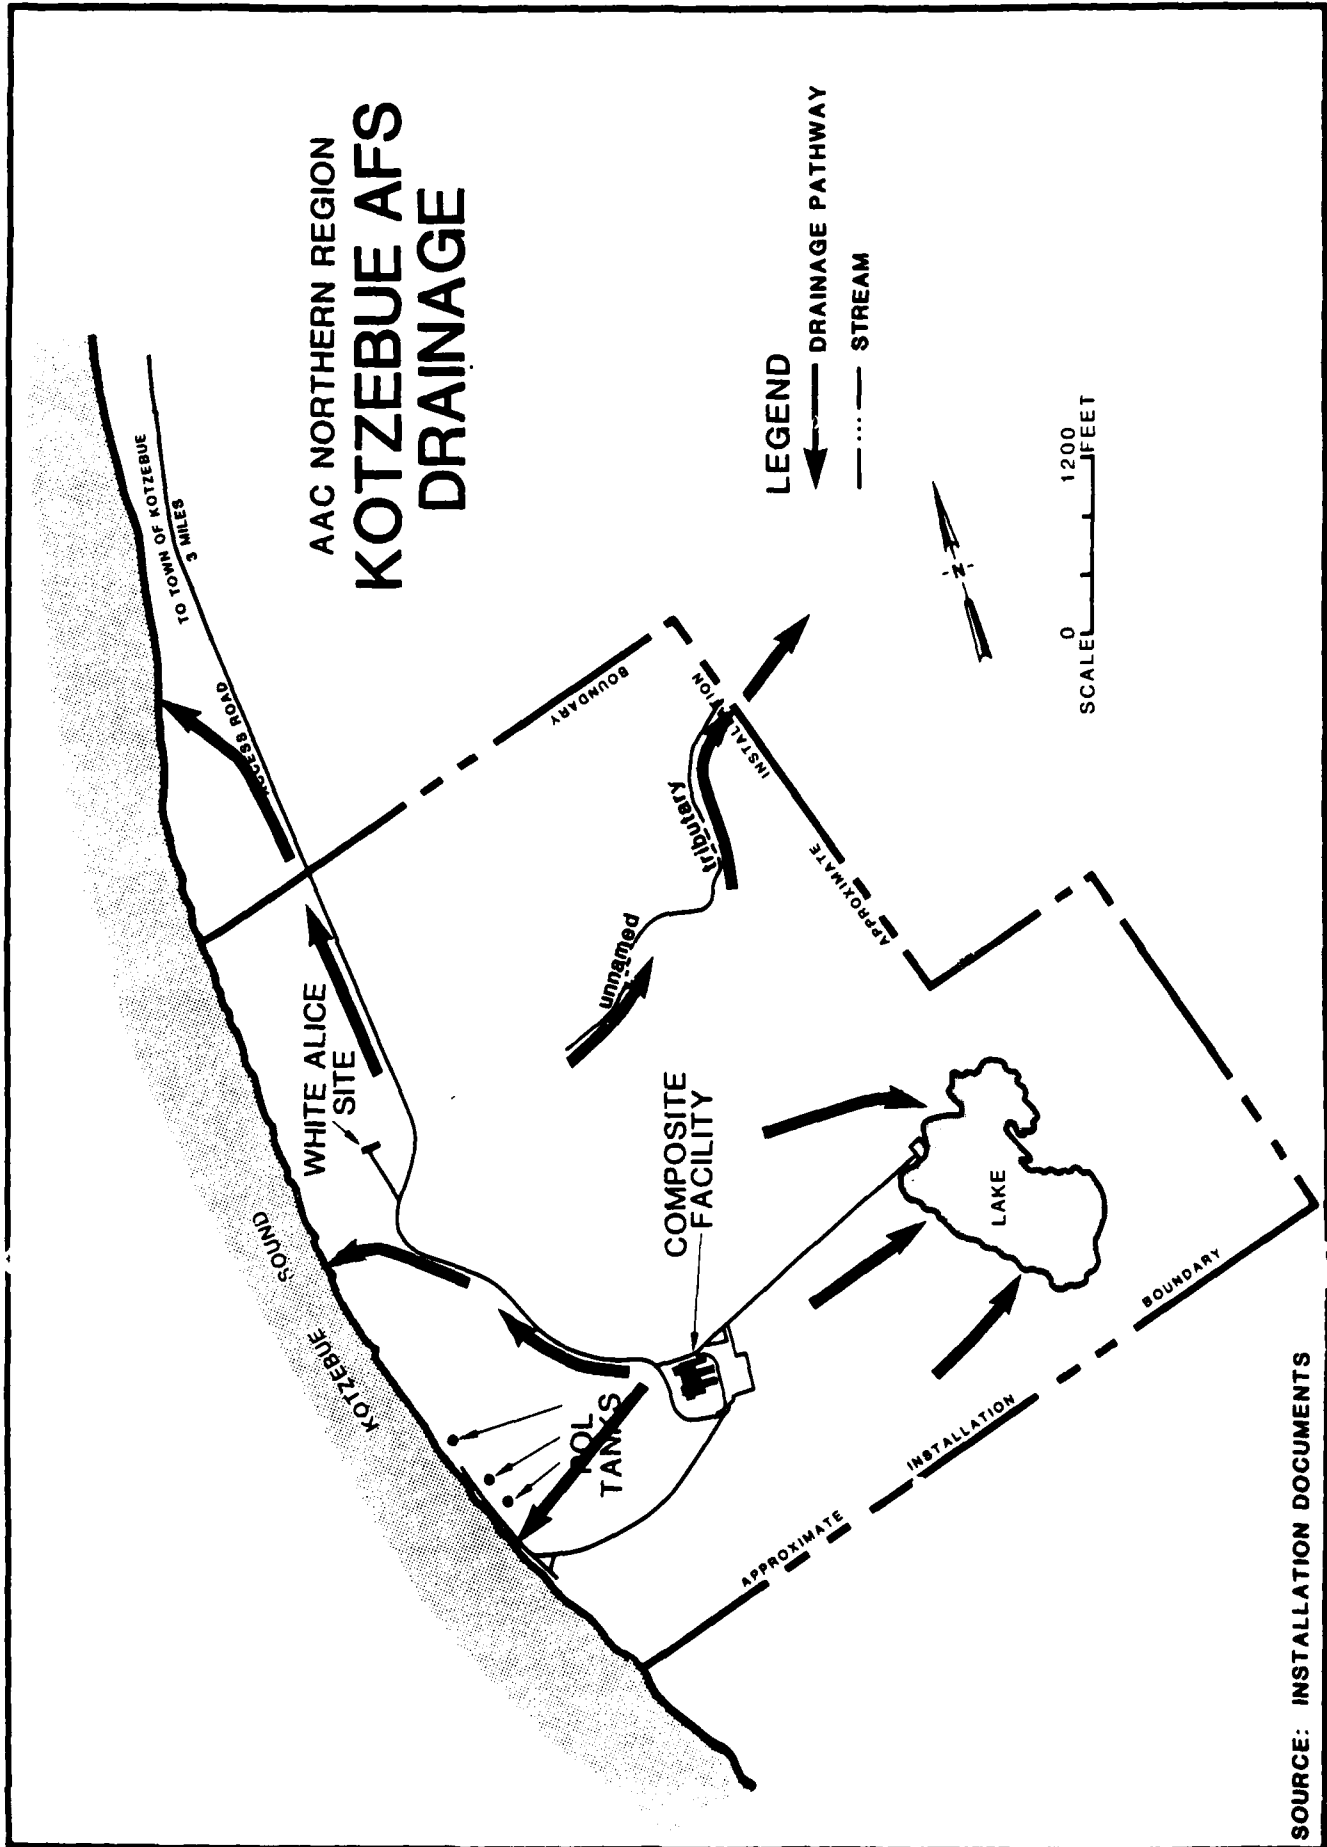 AAC NORTHERN REGION
KOTZEBUE AFS
DRAINAGE
TO TOWN OF KOTZEBUE
3 MILES
ACCESS ROAD
KOTZEBUE SOUND
WHITE ALICE
SITE
POL
TANKS
COMPOSITE
FACILITY
unnamed tributary
LAKE
APPROXIMATE INSTALLATION BOUNDARY
APPROXIMATE INSTALLATION BOUNDARY
LEGEND
DRAINAGE PATHWAY
STREAM
N
SCALE 0 1200
FEET
SOURCE: INSTALLATION DOCUMENTS